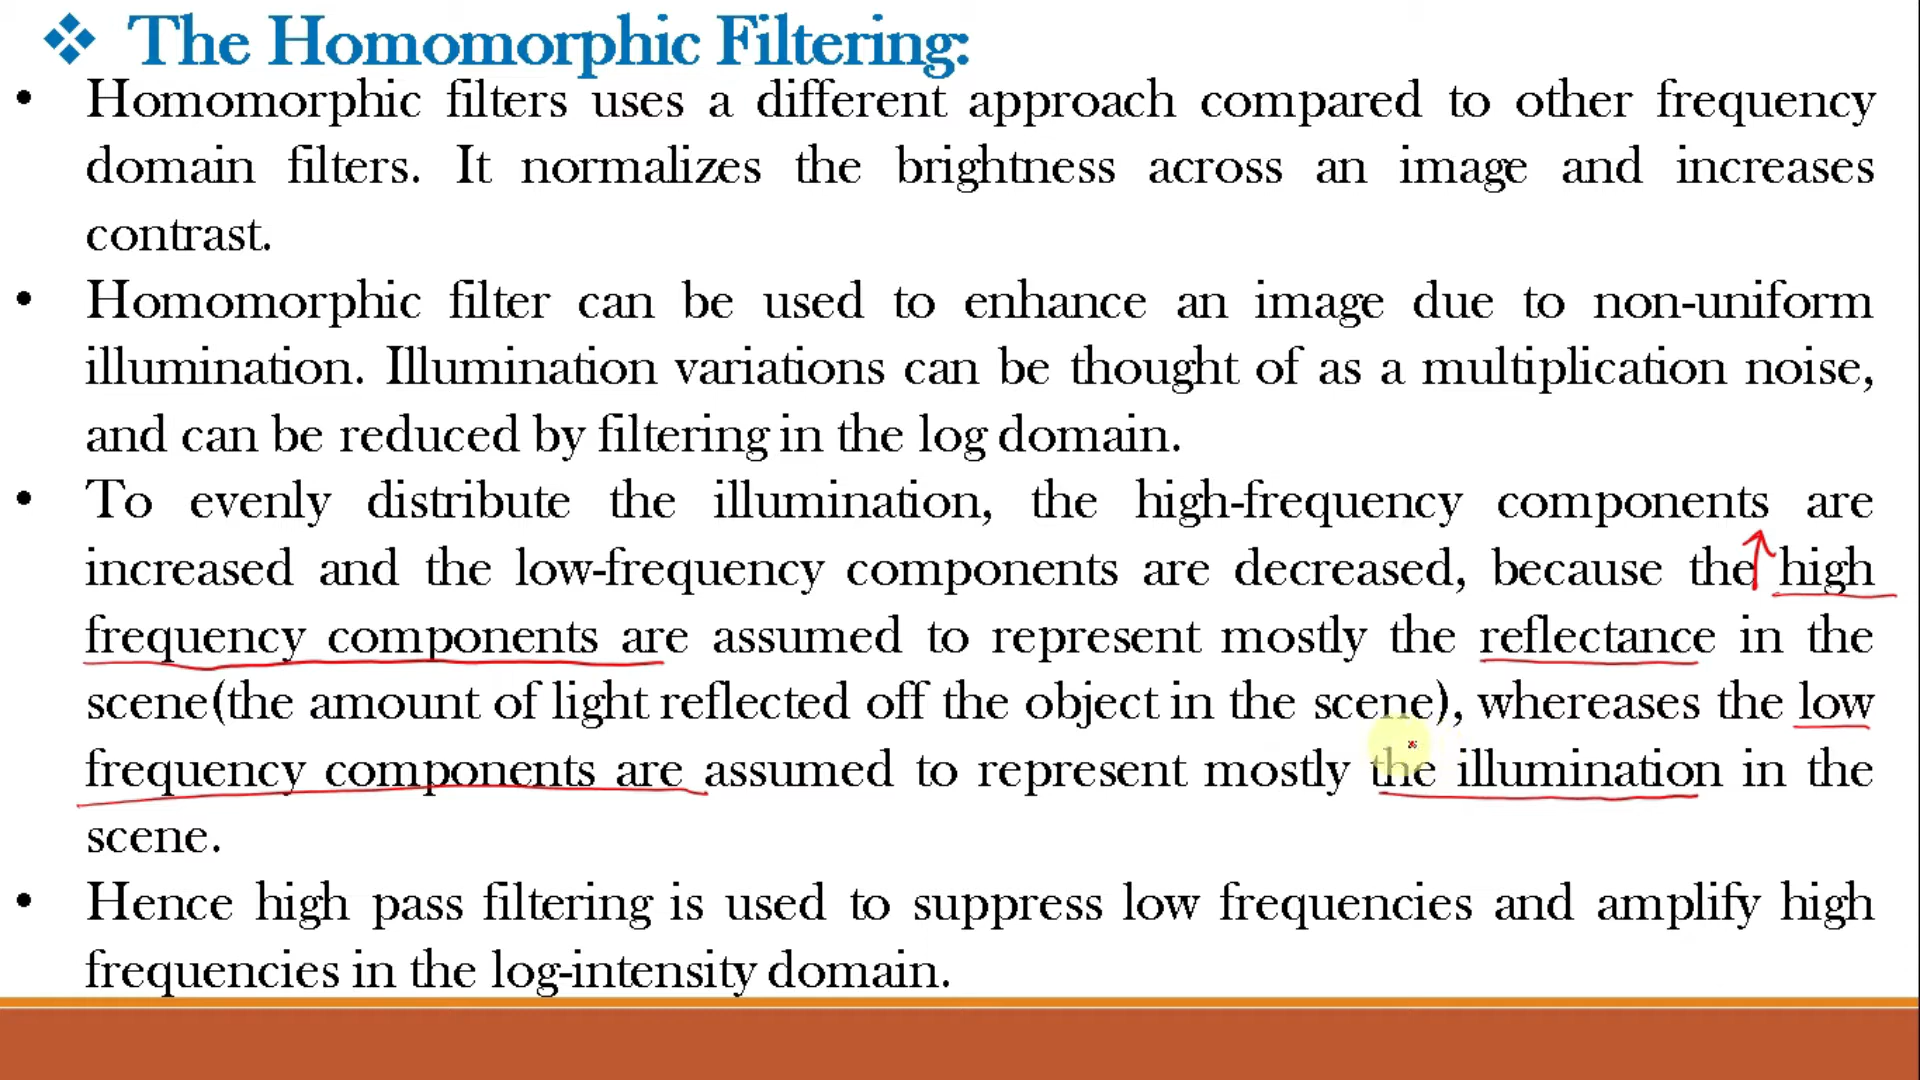 ❖ The Homomorphic Filtering:
• Homomorphic filters uses a different approach compared to other frequency
domain filters. It normalizes the brightness across an image and increases
contrast.
• Homomorphic filter can be used to enhance an image due to non-uniform
illumination. Illumination variations can be thought of as a multiplication noise,
and can be reduced by filtering in the log domain.
• To evenly distribute the illumination, the high-frequency components are
increased and the low-frequency components are decreased, because the high
frequency components are assumed to represent mostly the reflectance in the
scene(the amount of light reflected off the object in the scene), whereases the low
frequency components are assumed to represent mostly the illumination in the
scene.
• Hence high pass filtering is used to suppress low frequencies and amplify high
frequencies in the log-intensity domain.